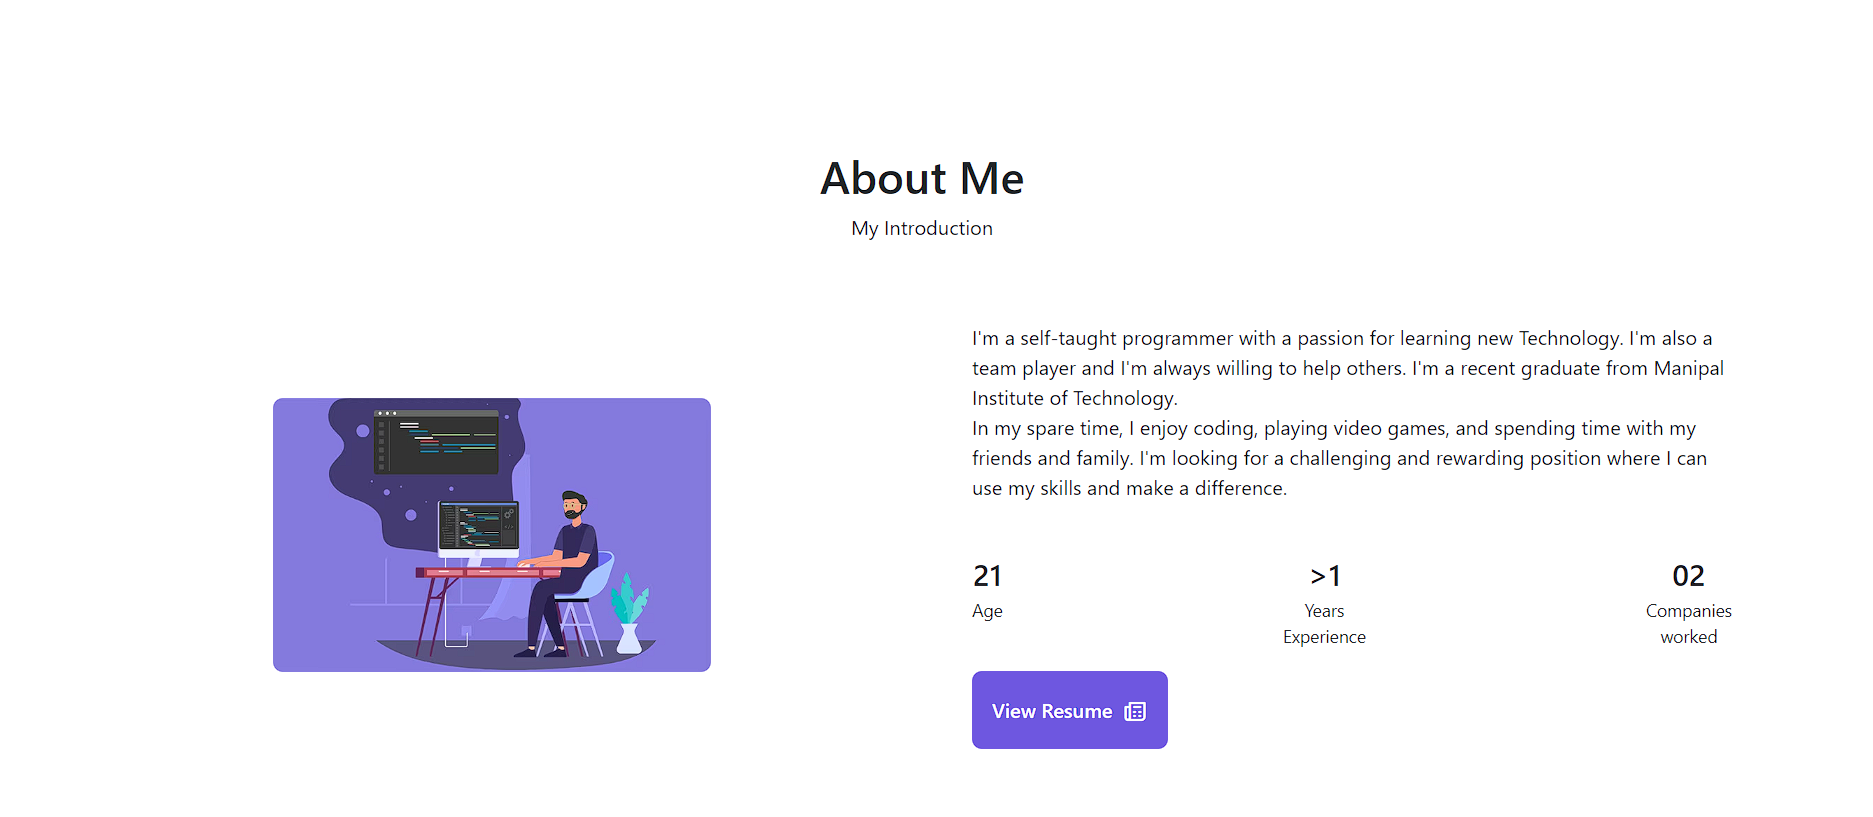 About Me
My Introduction
I'm a self-taught programmer with a passion for learning new Technology. I'm also a
team player and I'm always willing to help others. I'm a recent graduate from Manipal
Institute of Technology.
In my spare time, I enjoy coding, playing video games, and spending time with my
friends and family. I'm looking for a challenging and rewarding position where I can
use my skills and make a difference.
21
Age
>1
Years
Experience
02
Companies
worked
View Resume